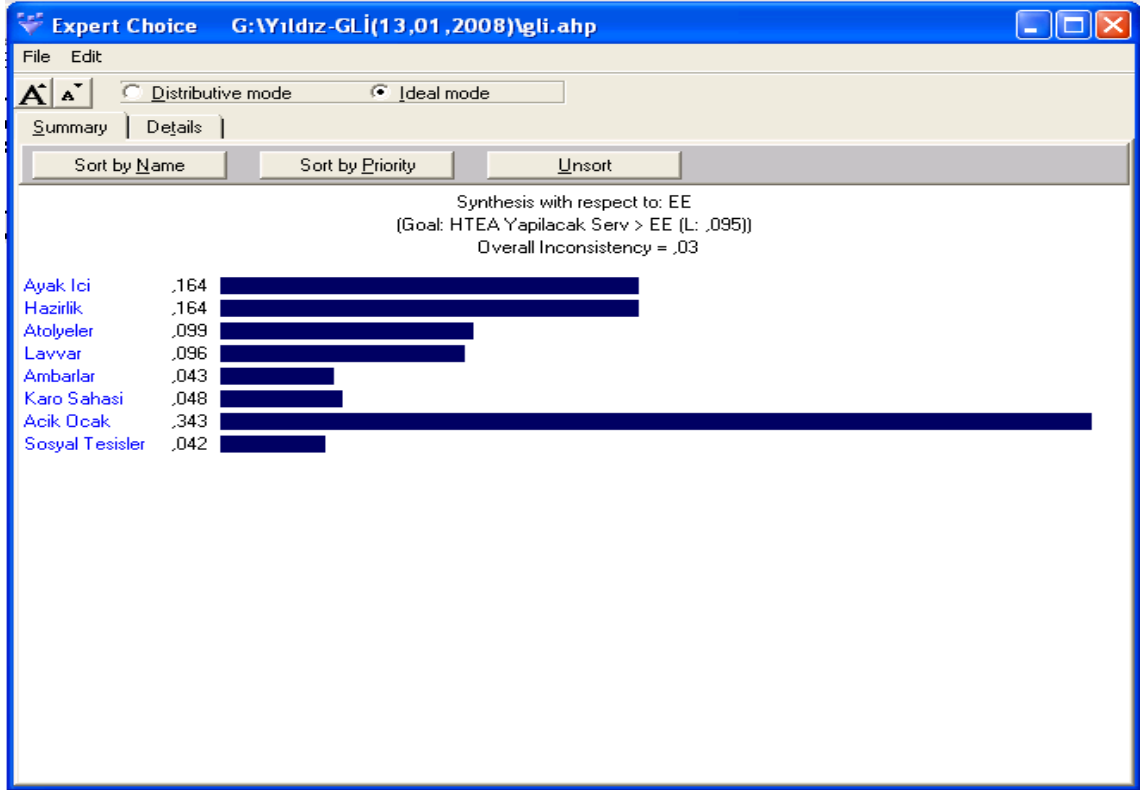 Expert Choice G:\Yıldız-GLİ(13,01,2008)\gli.ahp
File Edit
A A Distributive mode Ideal mode
Summary Details
Sort by Name Sort by Priority Unsort
Synthesis with respect to: EE
(Goal: HTEA Yapilacak Serv > EE (L: ,095))
Overall Inconsistency = ,03
Ayak Ici ,164
Hazirlik ,164
Atolyeler ,099
Lavvar ,096
Ambarlar ,043
Karo Sahasi ,048
Acik Ocak ,343
Sosyal Tesisler ,042